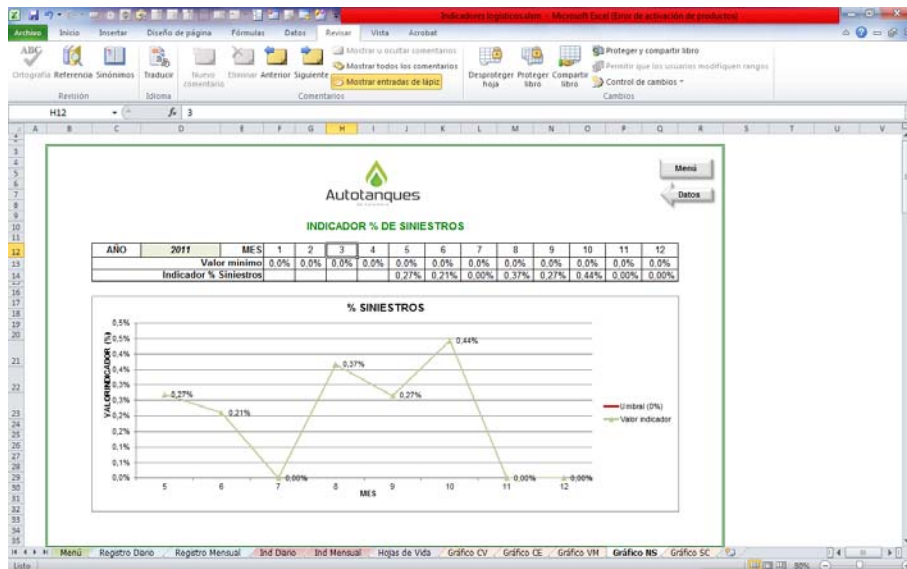 Indicadores logísticos.xlsm - Microsoft Excel (Error de activación de productos)
Archivo Inicio Insertar Diseño de página Fórmulas Datos Revisar Vista Acrobat
ABC
Ortografía Referencia Sinónimos Traducir Nuevo comentario Eliminar Anterior Siguiente
Mostrar u ocultar comentarios
Mostrar todos los comentarios
Mostrar entradas de lápiz
Desproteger hoja Proteger libro Compartir libro
Proteger y compartir libro
Permitir que los usuarios modifiquen rangos
Control de cambios
Revisión Idioma Comentarios Cambios
H12 fx 3
A B C D E F G H I J K L M N O P Q R S T U V
Menú
Datos
Autotanques
INDICADOR % DE SINIESTROS
AÑO 2011 MES 1 2 3 4 5 6 7 8 9 10 11 12
Valor minimo 0,0% 0,0% 0,0% 0,0% 0,0% 0,0% 0,0% 0,0% 0,0% 0,0% 0,0% 0,0%
Indicador % Siniestros 0,27% 0,21% 0,00% 0,37% 0,27% 0,44% 0,00% 0,00%
% SINIESTROS
VALOR INDICADOR (%)
0,5%
0,5%
0,4%
0,4%
0,3%
0,3%
0,2%
0,2%
0,1%
0,1%
0,0%
0,27% 0,21% 0,00% 0,37% 0,27% 0,44% 0,00% 0,00%
5 6 7 8 9 10 11 12
MES
Umbral (0%)
Valor indicador
Menú Registro Diario Registro Mensual Ind Diario Ind Mensual Hojas de Vida Gráfico CV Gráfico CE Gráfico VM Gráfico NS Gráfico SC
Listo 80%